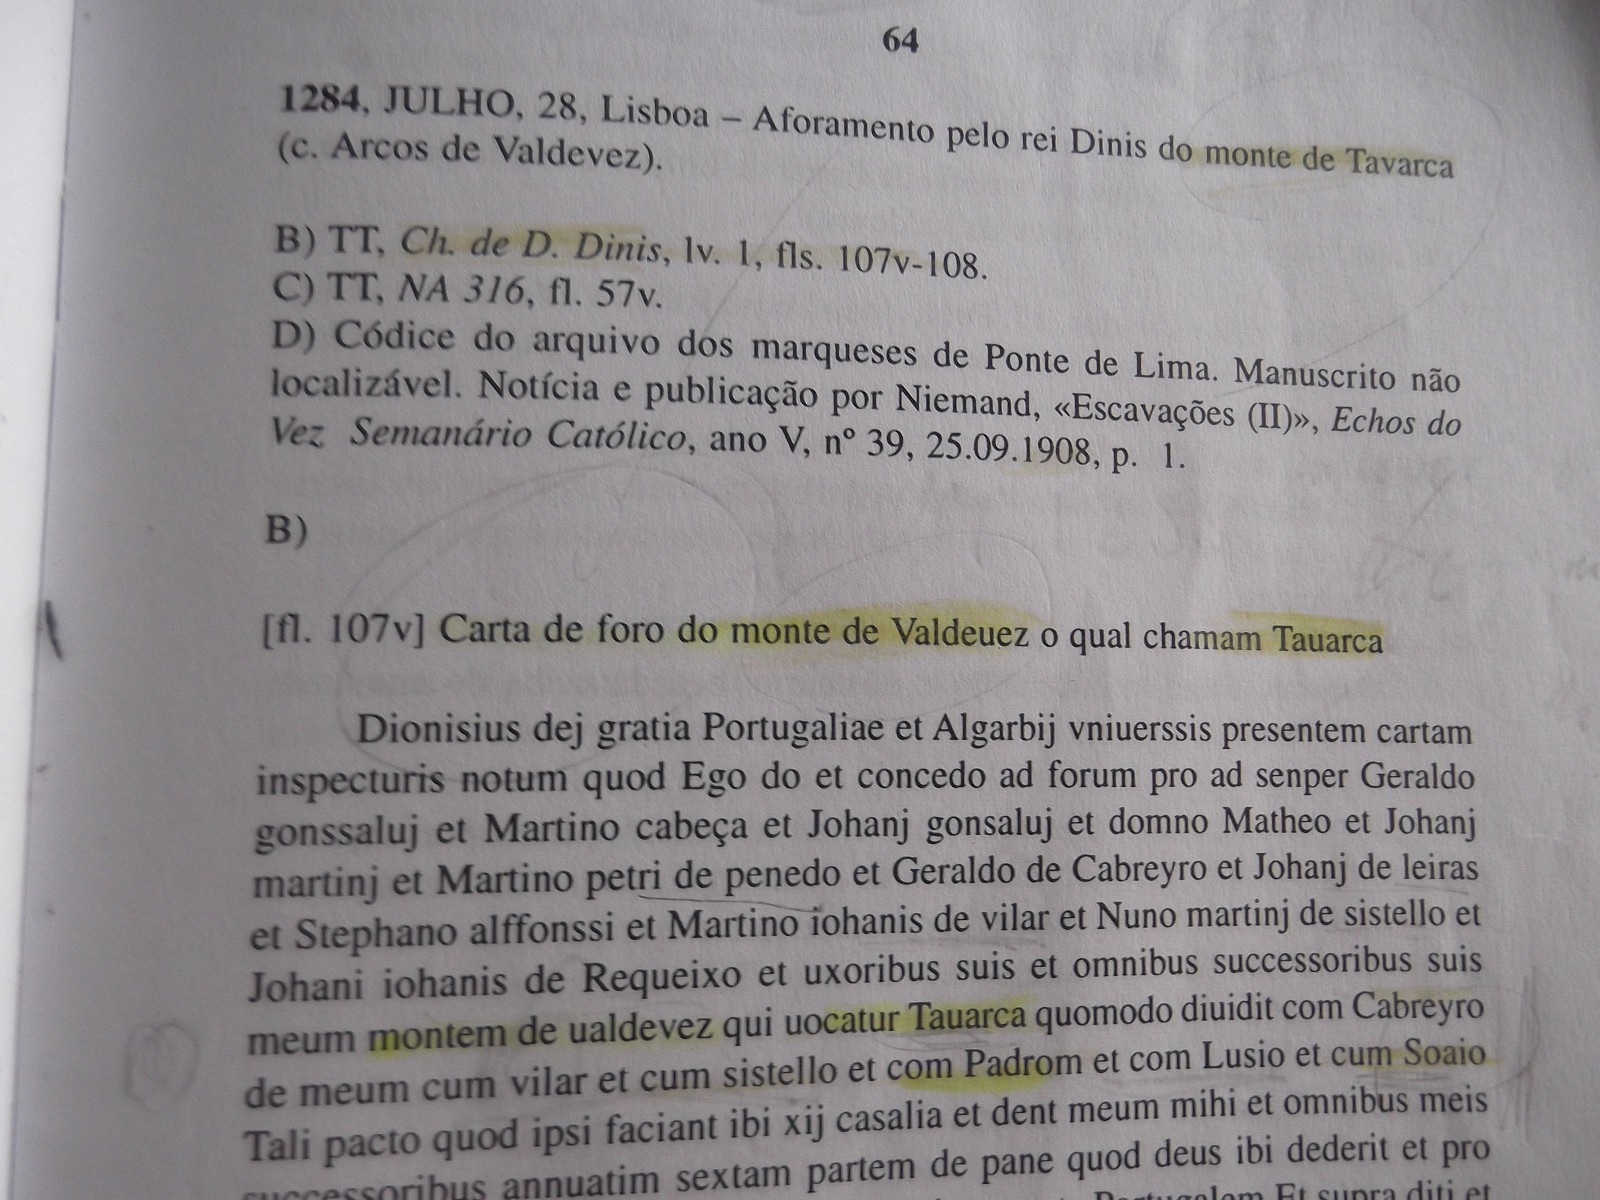 64
1284, JULHO, 28, Lisboa – Aforamento pelo rei Dinis do monte de Tavarca
(c. Arcos de Valdevez).
B) TT, Ch. de D. Dinis, lv. 1, fls. 107v-108.
C) TT, NA 316, fl. 57v.
D) Códice do arquivo dos marqueses de Ponte de Lima. Manuscrito não
localizável. Notícia e publicação por Niemand, «Escavações (II)», Echos do
Vez Semanário Católico, ano V, nº 39, 25.09.1908, p. 1.
B)
[fl. 107v] Carta de foro do monte de Valdeuez o qual chamam Tauarca
Dionisius dej gratia Portugaliae et Algarbij vniuerssis presentem cartam
inspecturis notum quod Ego do et concedo ad forum pro ad senper Geraldo
gonssaluj et Martino cabeça et Johanj gonsaluj et domno Matheo et Johanj
martinj et Martino petri de penedo et Geraldo de Cabreyro et Johanj de leiras
et Stephano alffonssi et Martino iohanis de vilar et Nuno martinj de sistello et
Johani iohanis de Requeixo et uxoribus suis et omnibus successoribus suis
meum montem de ualdevez qui uocatur Tauarca quomodo diuidit com Cabreyro
de meum cum vilar et cum sistello et com Padrom et com Lusio et cum Soaio
Tali pacto quod ipsi faciant ibi xij casalia et dent meum mihi et omnibus meis
successoribus annuatim sextam partem de pane quod deus ibi dederit et pro
Portugalem Et supra diti et